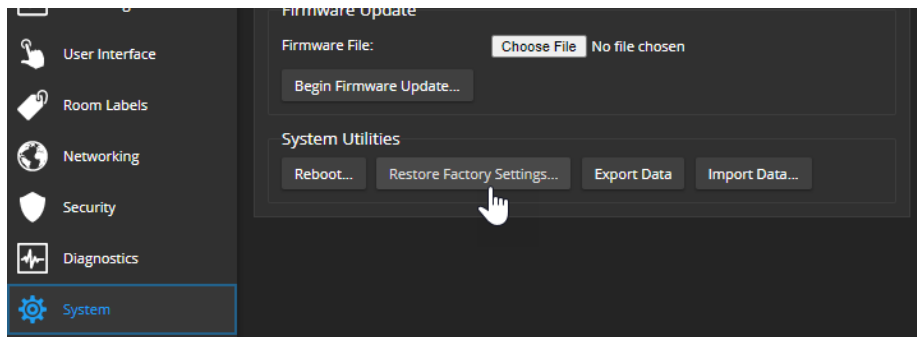 Firmware Update
User Interface
Firmware File:
Choose File No file chosen
Begin Firmware Update...
Room Labels
System Utilities
Networking
Reboot...
Restore Factory Settings...
Export Data
Import Data...
Security
Diagnostics
System